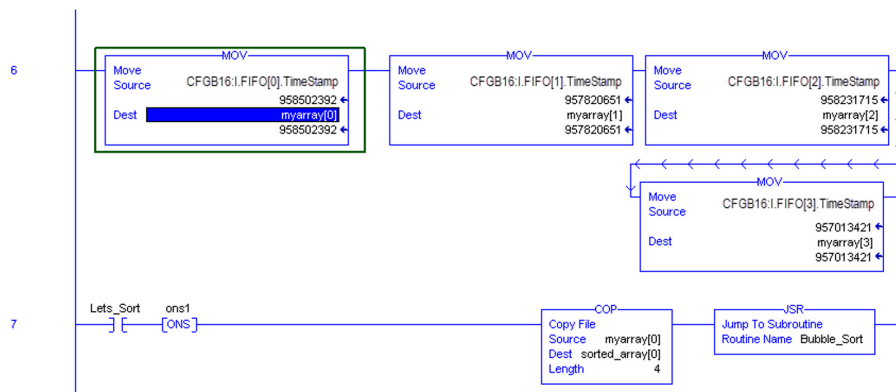 6
MOV
Move
Source CFGB16:I.FIFO[0].TimeStamp
958502392
Dest myarray[0]
958502392
MOV
Move
Source CFGB16:I.FIFO[1].TimeStamp
957820651
Dest myarray[1]
957820651
MOV
Move
Source CFGB16:I.FIFO[2].TimeStamp
958231715
Dest myarray[2]
958231715
MOV
Move
Source CFGB16:I.FIFO[3].TimeStamp
957013421
Dest myarray[3]
957013421
7
Lets_Sort
ons1
ONS
COP
Copy File
Source myarray[0]
Dest sorted_array[0]
Length 4
JSR
Jump To Subroutine
Routine Name Bubble_Sort